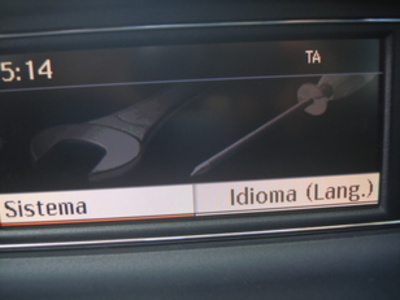 5:14
TA
Sistema
Idioma (Lang.)